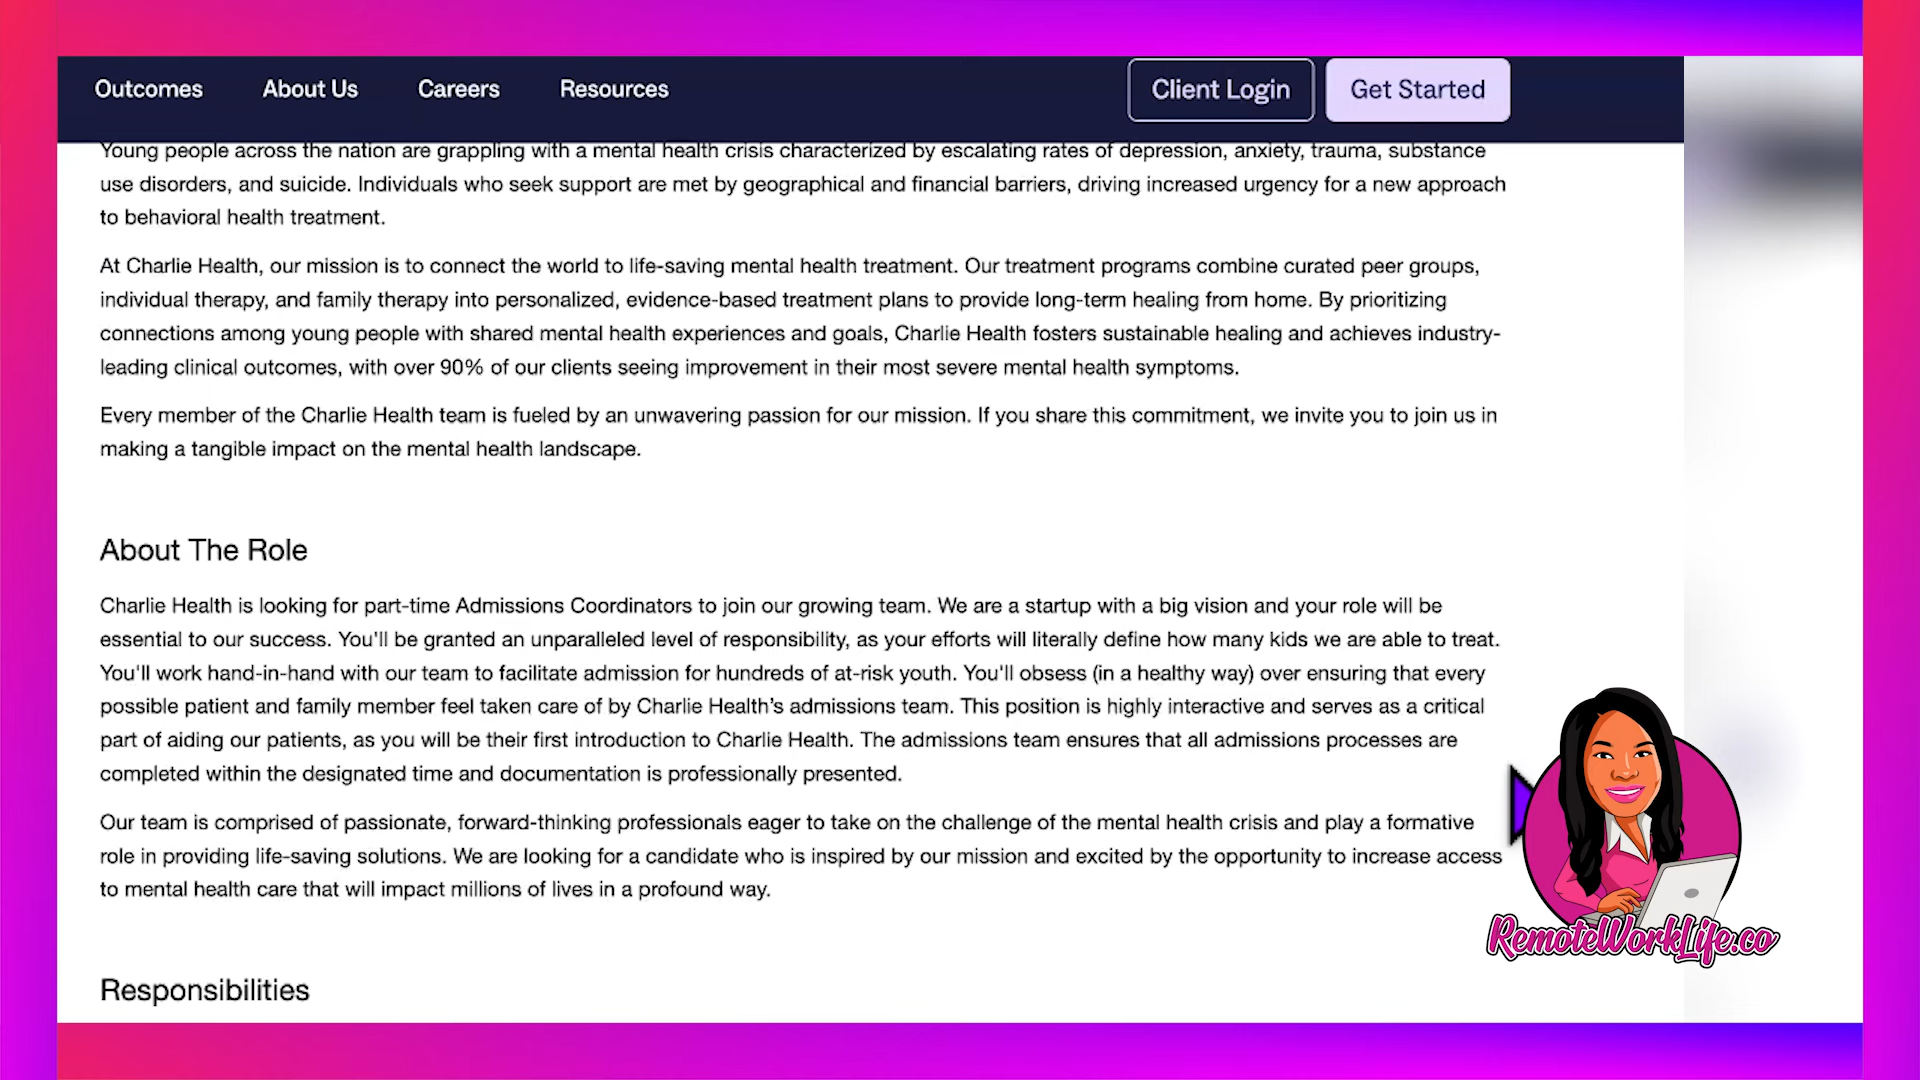 Outcomes About Us Careers Resources Client Login Get Started
Young people across the nation are grappling with a mental health crisis characterized by escalating rates of depression, anxiety, trauma, substance
use disorders, and suicide. Individuals who seek support are met by geographical and financial barriers, driving increased urgency for a new approach
to behavioral health treatment.
At Charlie Health, our mission is to connect the world to life-saving mental health treatment. Our treatment programs combine curated peer groups,
individual therapy, and family therapy into personalized, evidence-based treatment plans to provide long-term healing from home. By prioritizing
connections among young people with shared mental health experiences and goals, Charlie Health fosters sustainable healing and achieves industry-
leading clinical outcomes, with over 90% of our clients seeing improvement in their most severe mental health symptoms.
Every member of the Charlie Health team is fueled by an unwavering passion for our mission. If you share this commitment, we invite you to join us in
making a tangible impact on the mental health landscape.
About The Role
Charlie Health is looking for part-time Admissions Coordinators to join our growing team. We are a startup with a big vision and your role will be
essential to our success. You'll be granted an unparalleled level of responsibility, as your efforts will literally define how many kids we are able to treat.
You'll work hand-in-hand with our team to facilitate admission for hundreds of at-risk youth. You'll obsess (in a healthy way) over ensuring that every
possible patient and family member feel taken care of by Charlie Health’s admissions team. This position is highly interactive and serves as a critical
part of aiding our patients, as you will be their first introduction to Charlie Health. The admissions team ensures that all admissions processes are
completed within the designated time and documentation is professionally presented.
Our team is comprised of passionate, forward-thinking professionals eager to take on the challenge of the mental health crisis and play a formative
role in providing life-saving solutions. We are looking for a candidate who is inspired by our mission and excited by the opportunity to increase access
to mental health care that will impact millions of lives in a profound way.
RemoteWorkLife.co
Responsibilities